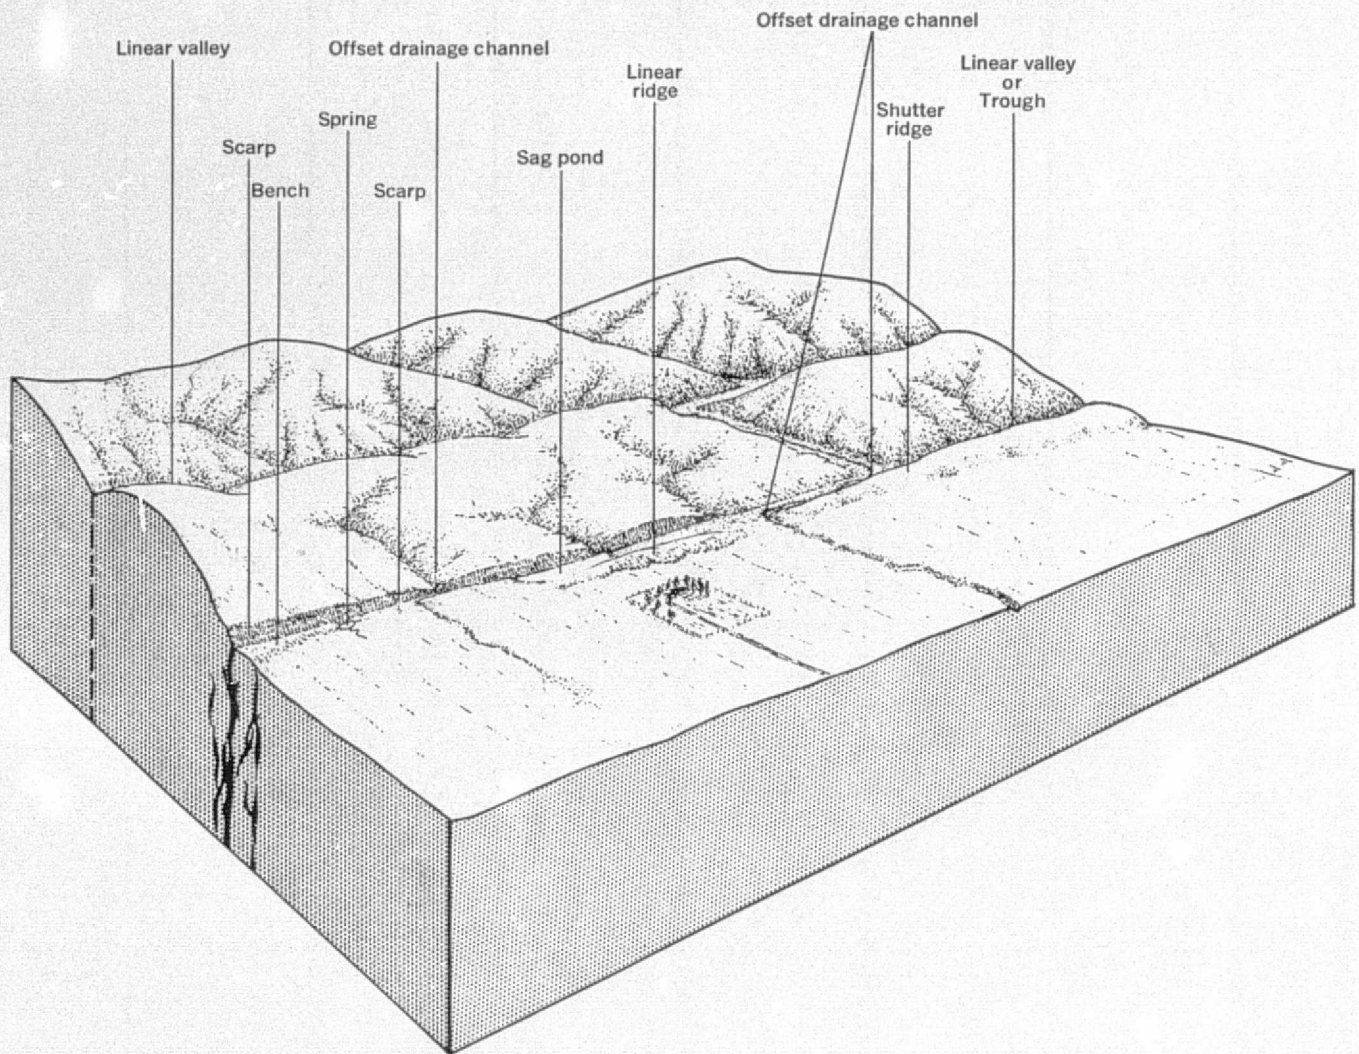 Offset drainage channel
Linear valley
Offset drainage channel
Linear
ridge
Linear valley
or
Trough
Shutter
ridge
Spring
Scarp
Sag pond
Bench
Scarp